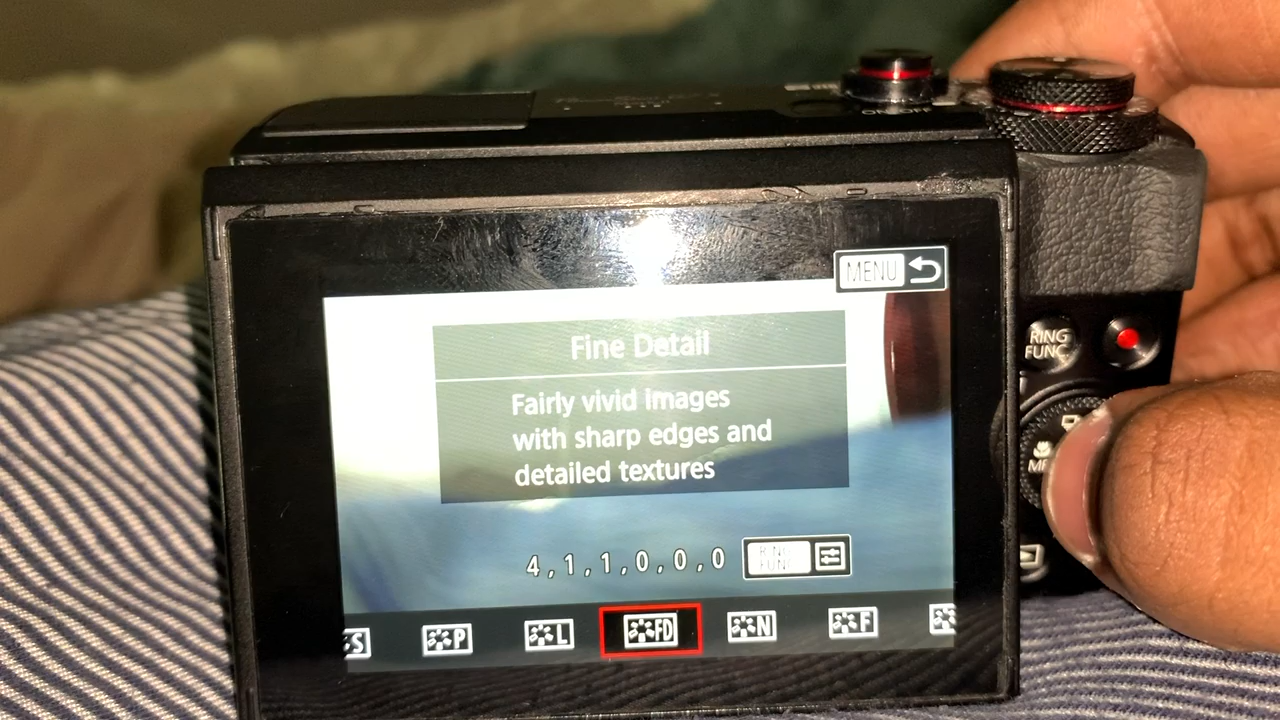 ON/OFF
MENU
Fine Detail
RING
FUNC.
Fairly vivid images
with sharp edges and
detailed textures
4,1,1,0,0,0
RING
FUNC.
S P L FD N F